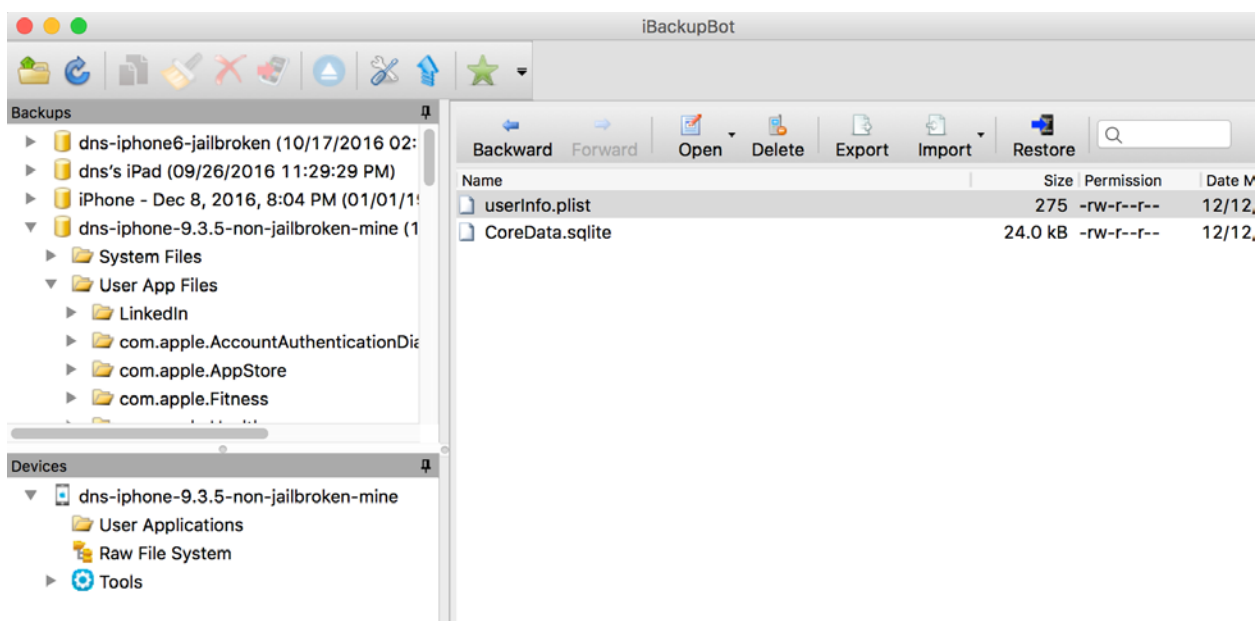 iBackupBot
Backups
dns-iphone6-jailbroken (10/17/2016 02:
dns's iPad (09/26/2016 11:29:29 PM)
iPhone - Dec 8, 2016, 8:04 PM (01/01/1
dns-iphone-9.3.5-non-jailbroken-mine (1
System Files
User App Files
LinkedIn
com.apple.AccountAuthenticationDia
com.apple.AppStore
com.apple.Fitness
Devices
dns-iphone-9.3.5-non-jailbroken-mine
User Applications
Raw File System
Tools
Backward Forward Open Delete Export Import Restore
Name Size Permission Date M
userInfo.plist 275 -rw-r--r-- 12/12,
CoreData.sqlite 24.0 kB -rw-r--r-- 12/12,